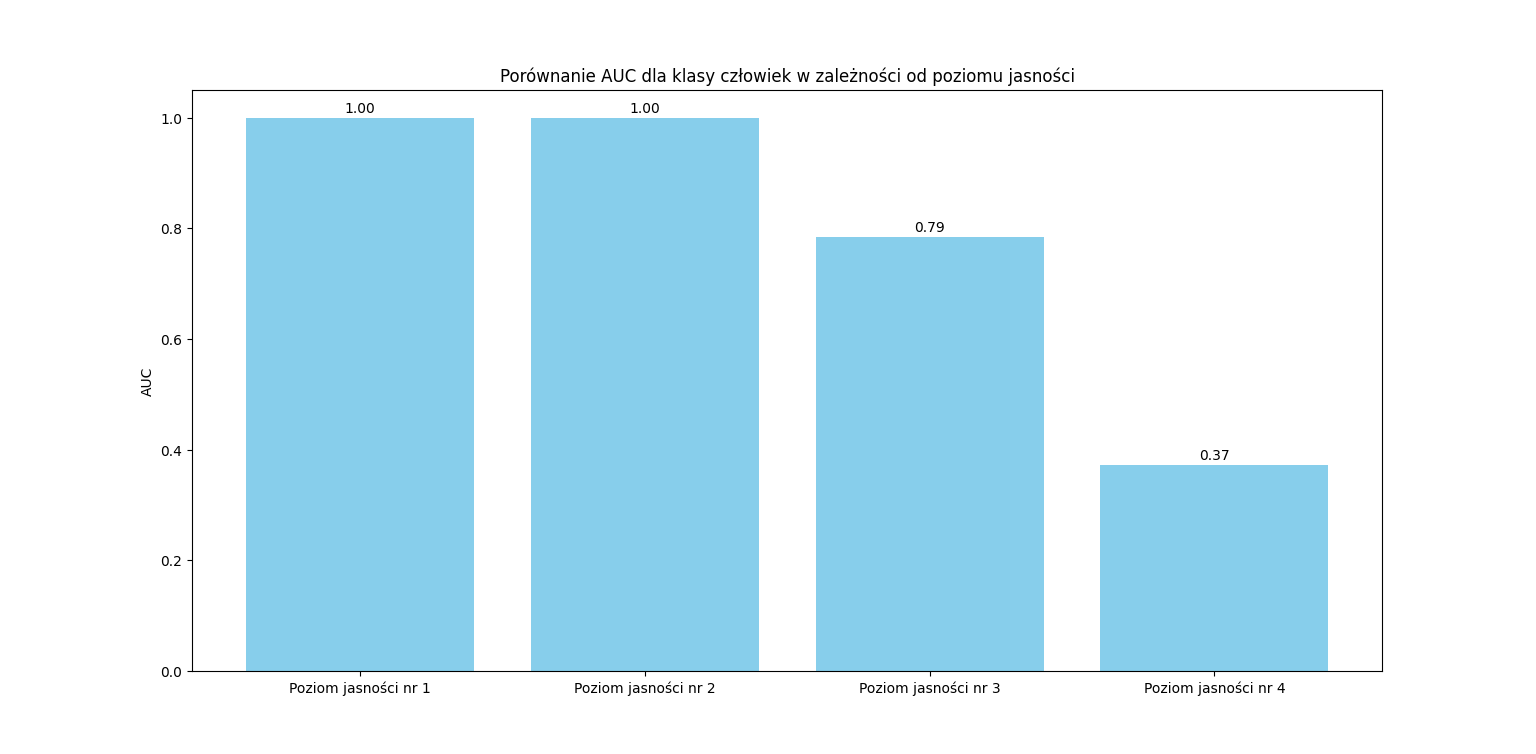 Porównanie AUC dla klasy człowiek w zależności od poziomu jasności
1.00
1.00
0.79
0.37
1.0
0.8
0.6
0.4
0.2
0.0
AUC
Poziom jasności nr 1
Poziom jasności nr 2
Poziom jasności nr 3
Poziom jasności nr 4